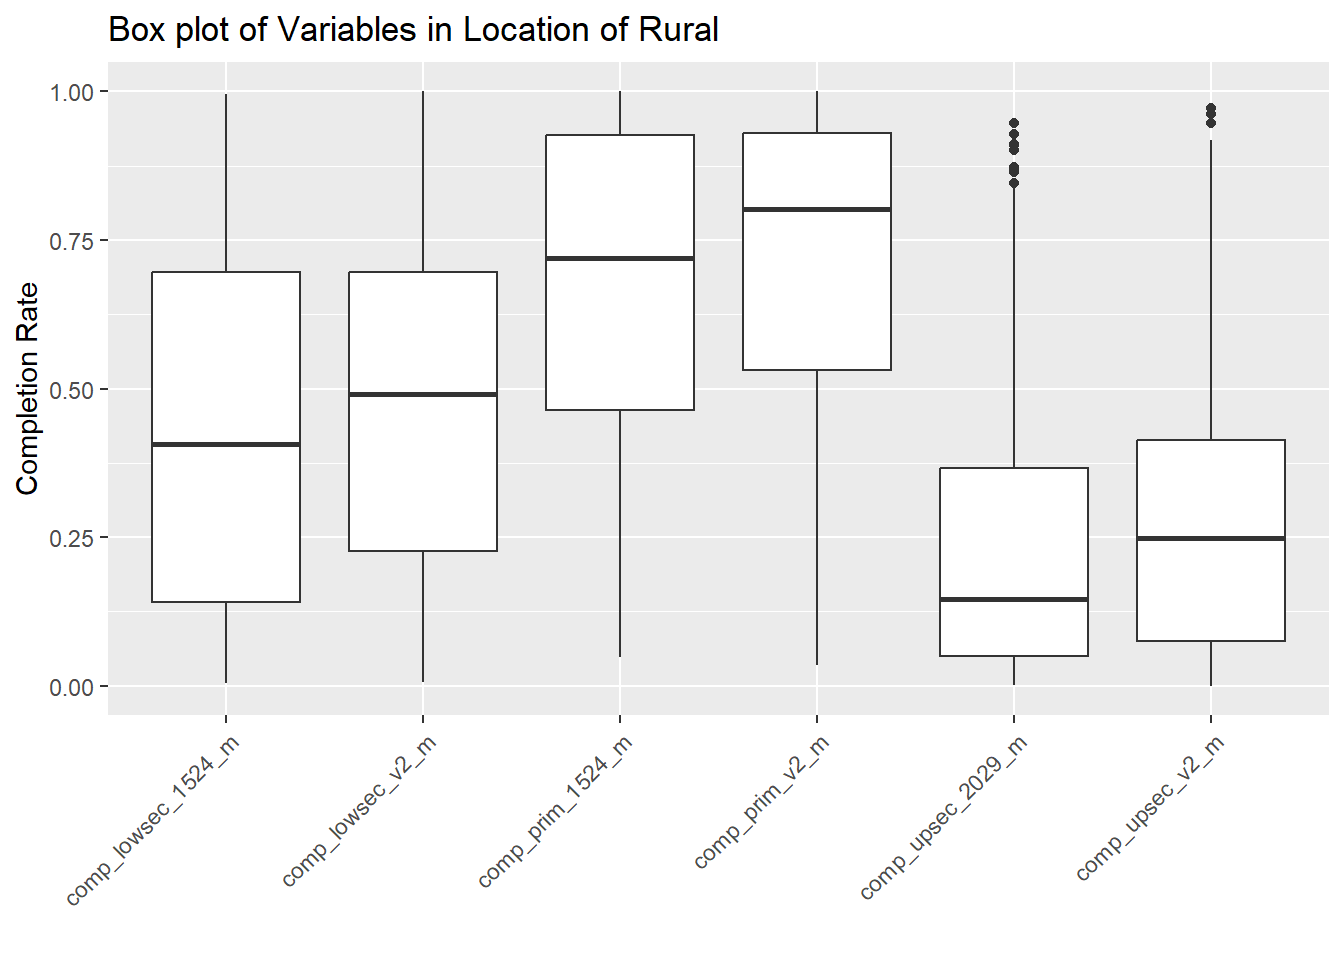 Box plot of Variables in Location of Rural
Completion Rate
1.00
0.75
0.50
0.25
0.00
comp_lowsec_1524_m
comp_lowsec_v2_m
comp_prim_1524_m
comp_prim_v2_m
comp_upsec_2029_m
comp_upsec_v2_m